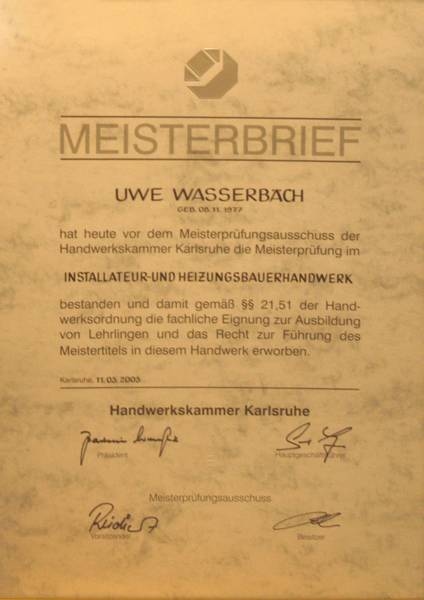 MEISTERBRIEF
UWE WASSERBACH
GEB. 08. 11. 1977
hat heute vor dem Meisterprüfungsausschuss der
Handwerkskammer Karlsruhe die Meisterprüfung im
INSTALLATEUR-UND HEIZUNGSBAUERHANDWERK
bestanden und damit gemäß §§ 21,51 der Hand-
werksordnung die fachliche Eignung zur Ausbildung
von Lehrlingen und das Recht zur Führung des
Meistertitels in diesem Handwerk erworben.
Karlsruhe, 11.03.2003
Handwerkskammer Karlsruhe
Präsident Hauptgeschäftsführer
Meisterprüfungsausschuss
Vorsitzender Beisitzer